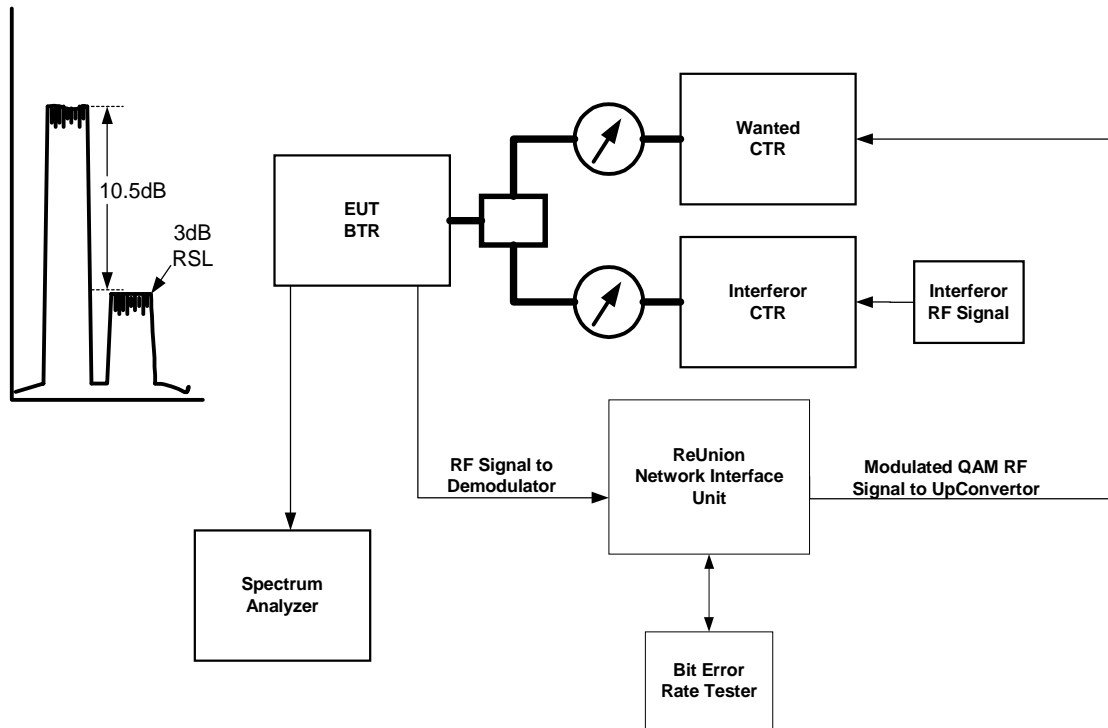 10.5dB
3dB
RSL
EUT
BTR
Wanted
CTR
Interferor
CTR
Interferor
RF Signal
RF Signal to
Demodulator
ReUnion
Network Interface
Unit
Modulated QAM RF
Signal to UpConvertor
Spectrum
Analyzer
Bit Error
Rate Tester